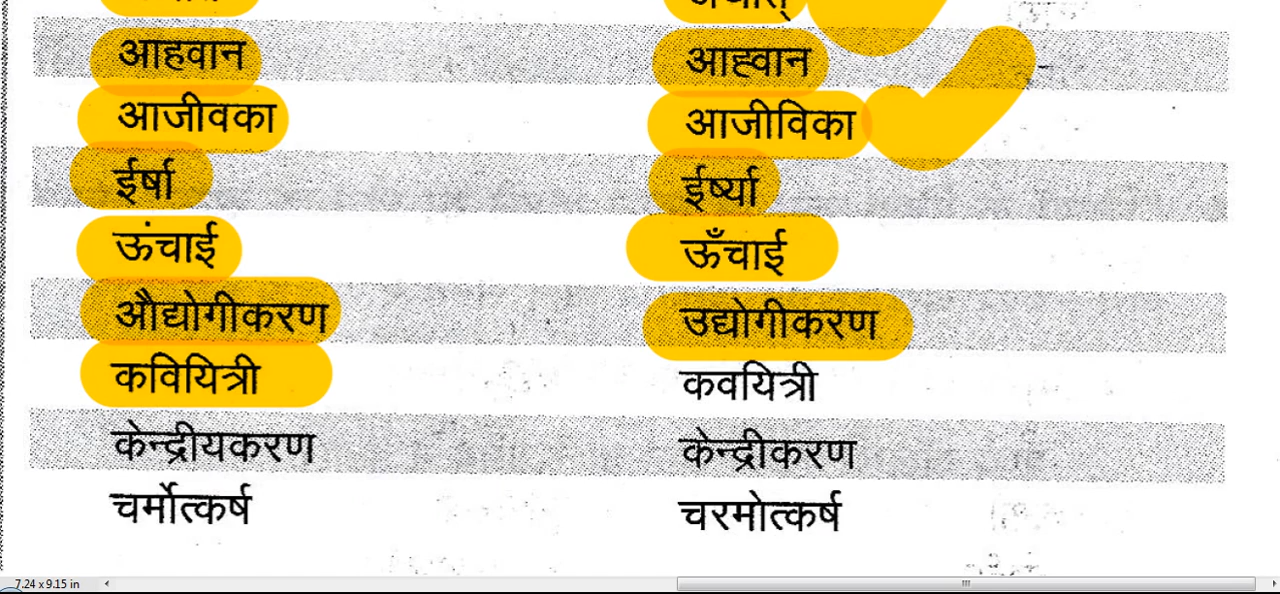 अर्थात्
आहवान आह्वान
आजीवका आजीविका
ईर्षा ईर्ष्या
ऊंचाई ऊँचाई
औद्योगीकरण उद्योगीकरण
कवियित्री कवयित्री
केन्द्रीयकरण केन्द्रीकरण
चर्मोत्कर्ष चरमोत्कर्ष
7.24 x 9.15 in